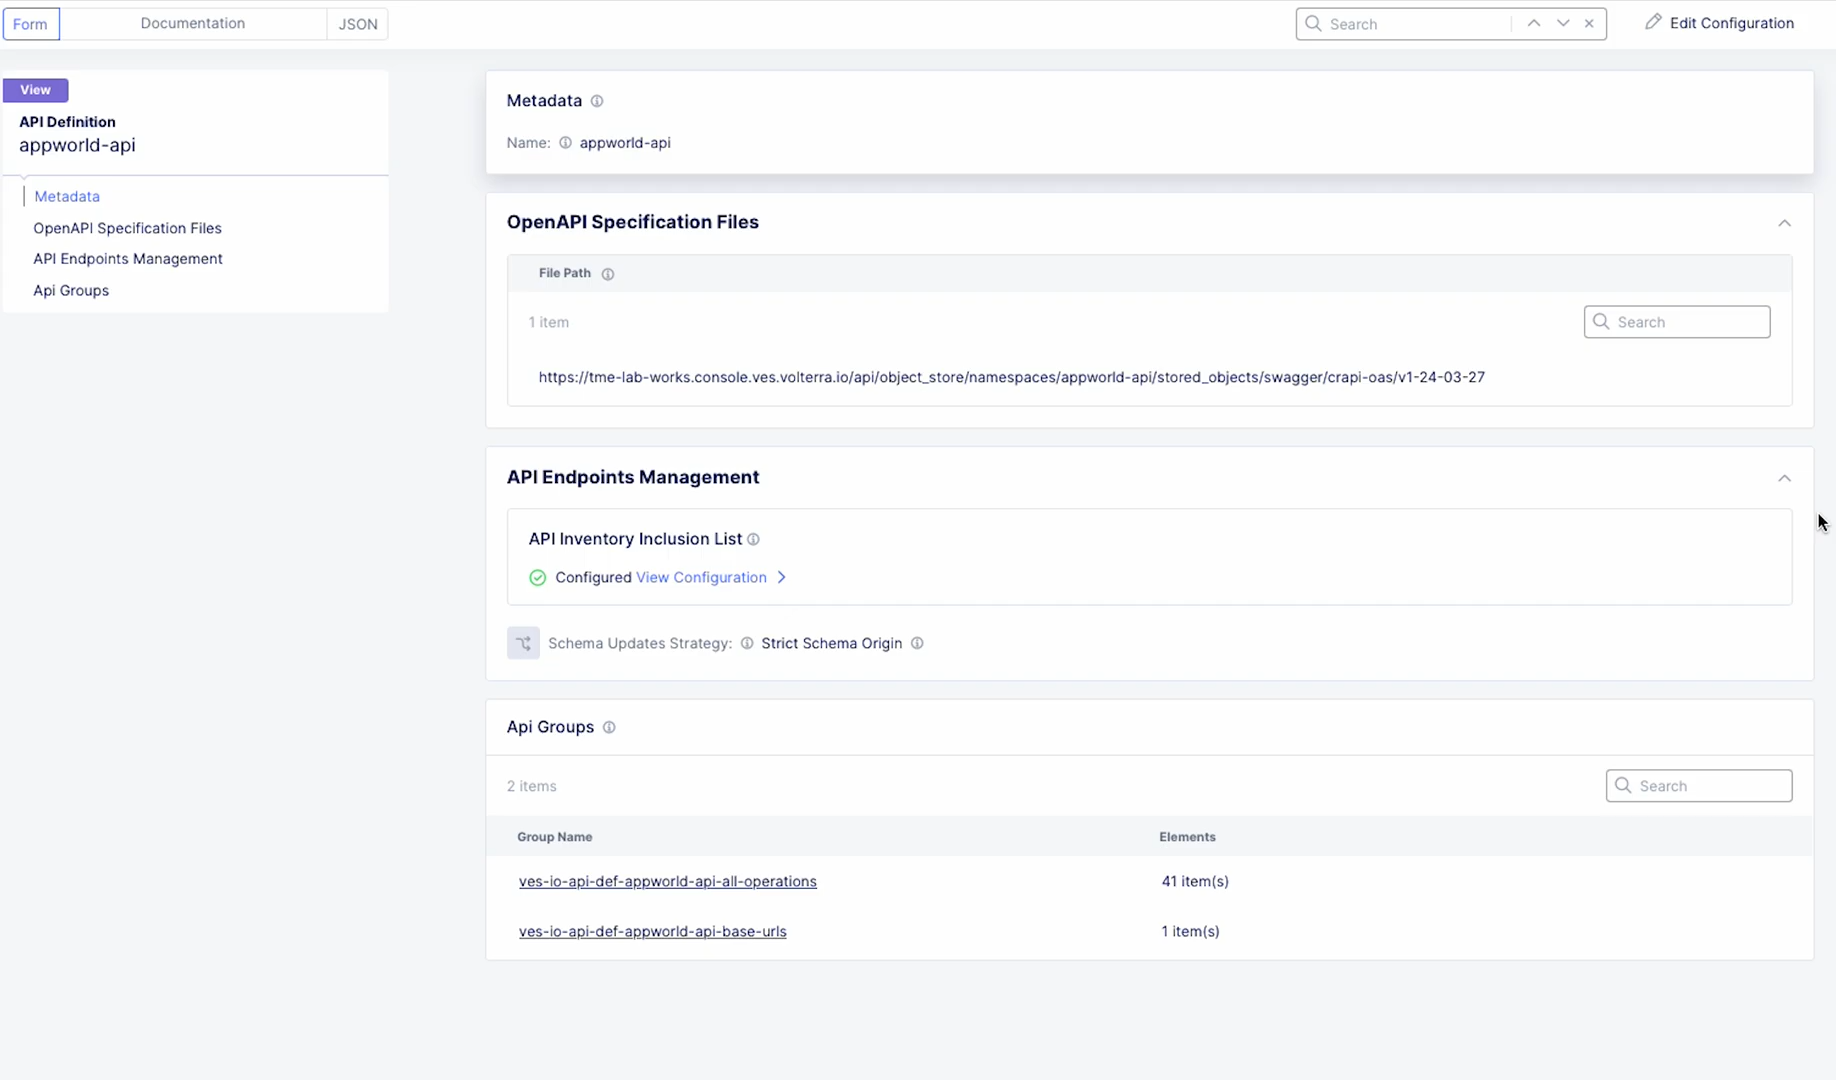 Form
Documentation
JSON
Search
Edit Configuration
View
API Definition
appworld-api
Metadata
OpenAPI Specification Files
API Endpoints Management
Api Groups
Metadata
Name: appworld-api
OpenAPI Specification Files
File Path
1 item
Search
https://tme-lab-works.console.ves.volterra.io/api/object_store/namespaces/appworld-api/stored_objects/swagger/crapi-oas/v1-24-03-27
API Endpoints Management
API Inventory Inclusion List
Configured View Configuration
Schema Updates Strategy: Strict Schema Origin
Api Groups
2 items
Search
Group Name
Elements
ves-io-api-def-appworld-api-all-operations
41 item(s)
ves-io-api-def-appworld-api-base-urls
1 item(s)